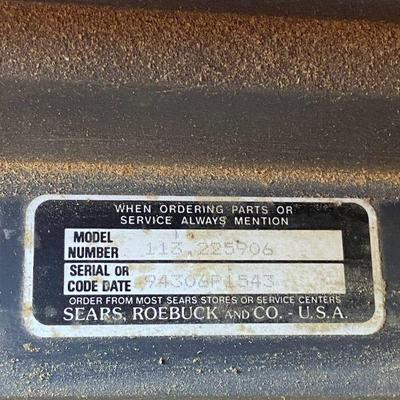 WHEN ORDERING PARTS OR
SERVICE ALWAYS MENTION
MODEL
NUMBER 113.225906
SERIAL OR
CODE DATE 94306P1543
ORDER FROM MOST SEARS STORES OR SERVICE CENTERS
SEARS, ROEBUCK AND CO. - U.S.A.